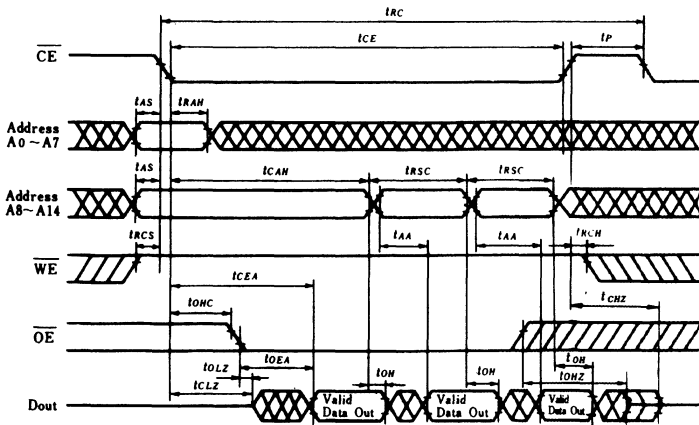 tRC
tCE
tP
CE
tAS
tRAH
Address
A0~A7
tAS
tCAH
tRSC
tRSC
Address
A8~A14
tRCS
tAA
tAA
tRCH
WE
tCEA
tCHZ
tOHC
OE
tOLZ
tOEA
tOH
tOH
tOH
tOHZ
tCLZ
Dout
Valid
Data Out
Valid
Data Out
Valid
Data Out